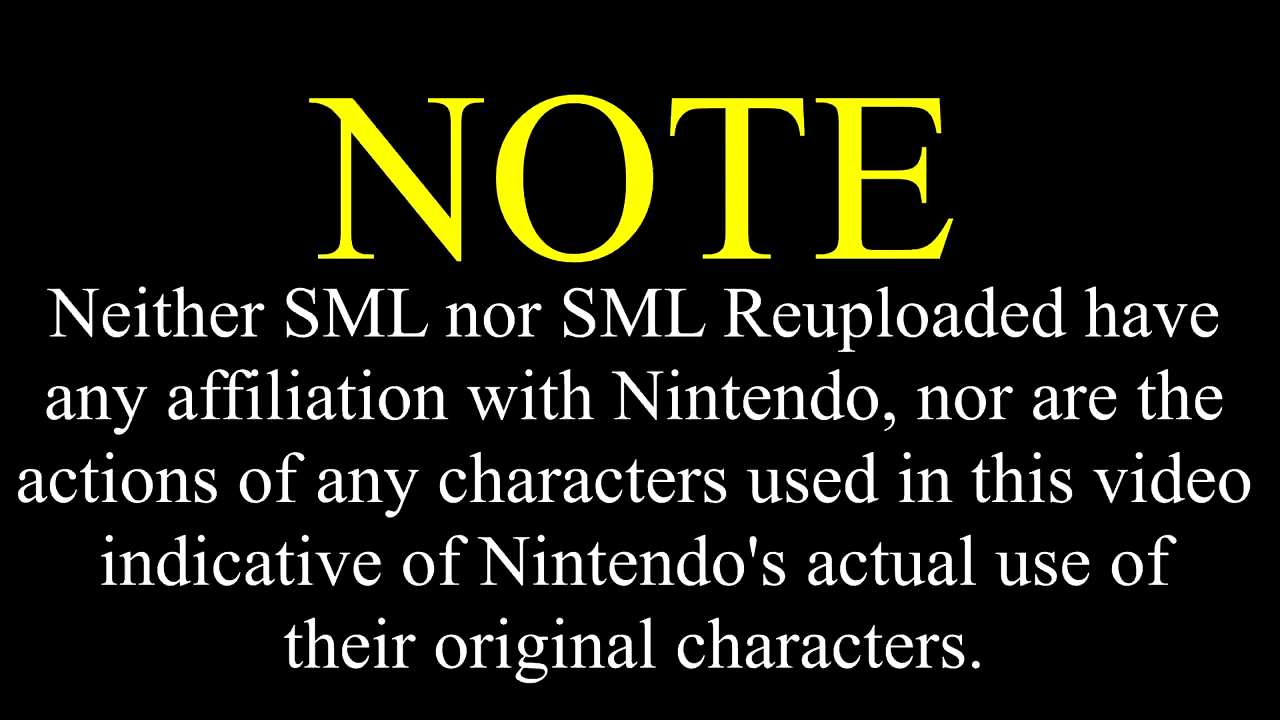 NOTE
Neither SML nor SML Reuploaded have
any affiliation with Nintendo, nor are the
actions of any characters used in this video
indicative of Nintendo's actual use of
their original characters.